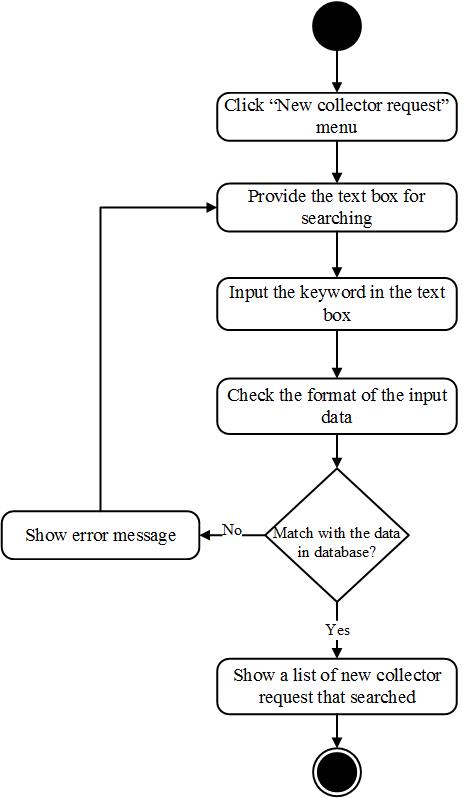 Click “New collector request”
menu
Provide the text box for
searching
Input the keyword in the text
box
Check the format of the input
data
Match with the data
in database?
No
Show error message
Yes
Show a list of new collector
request that searched